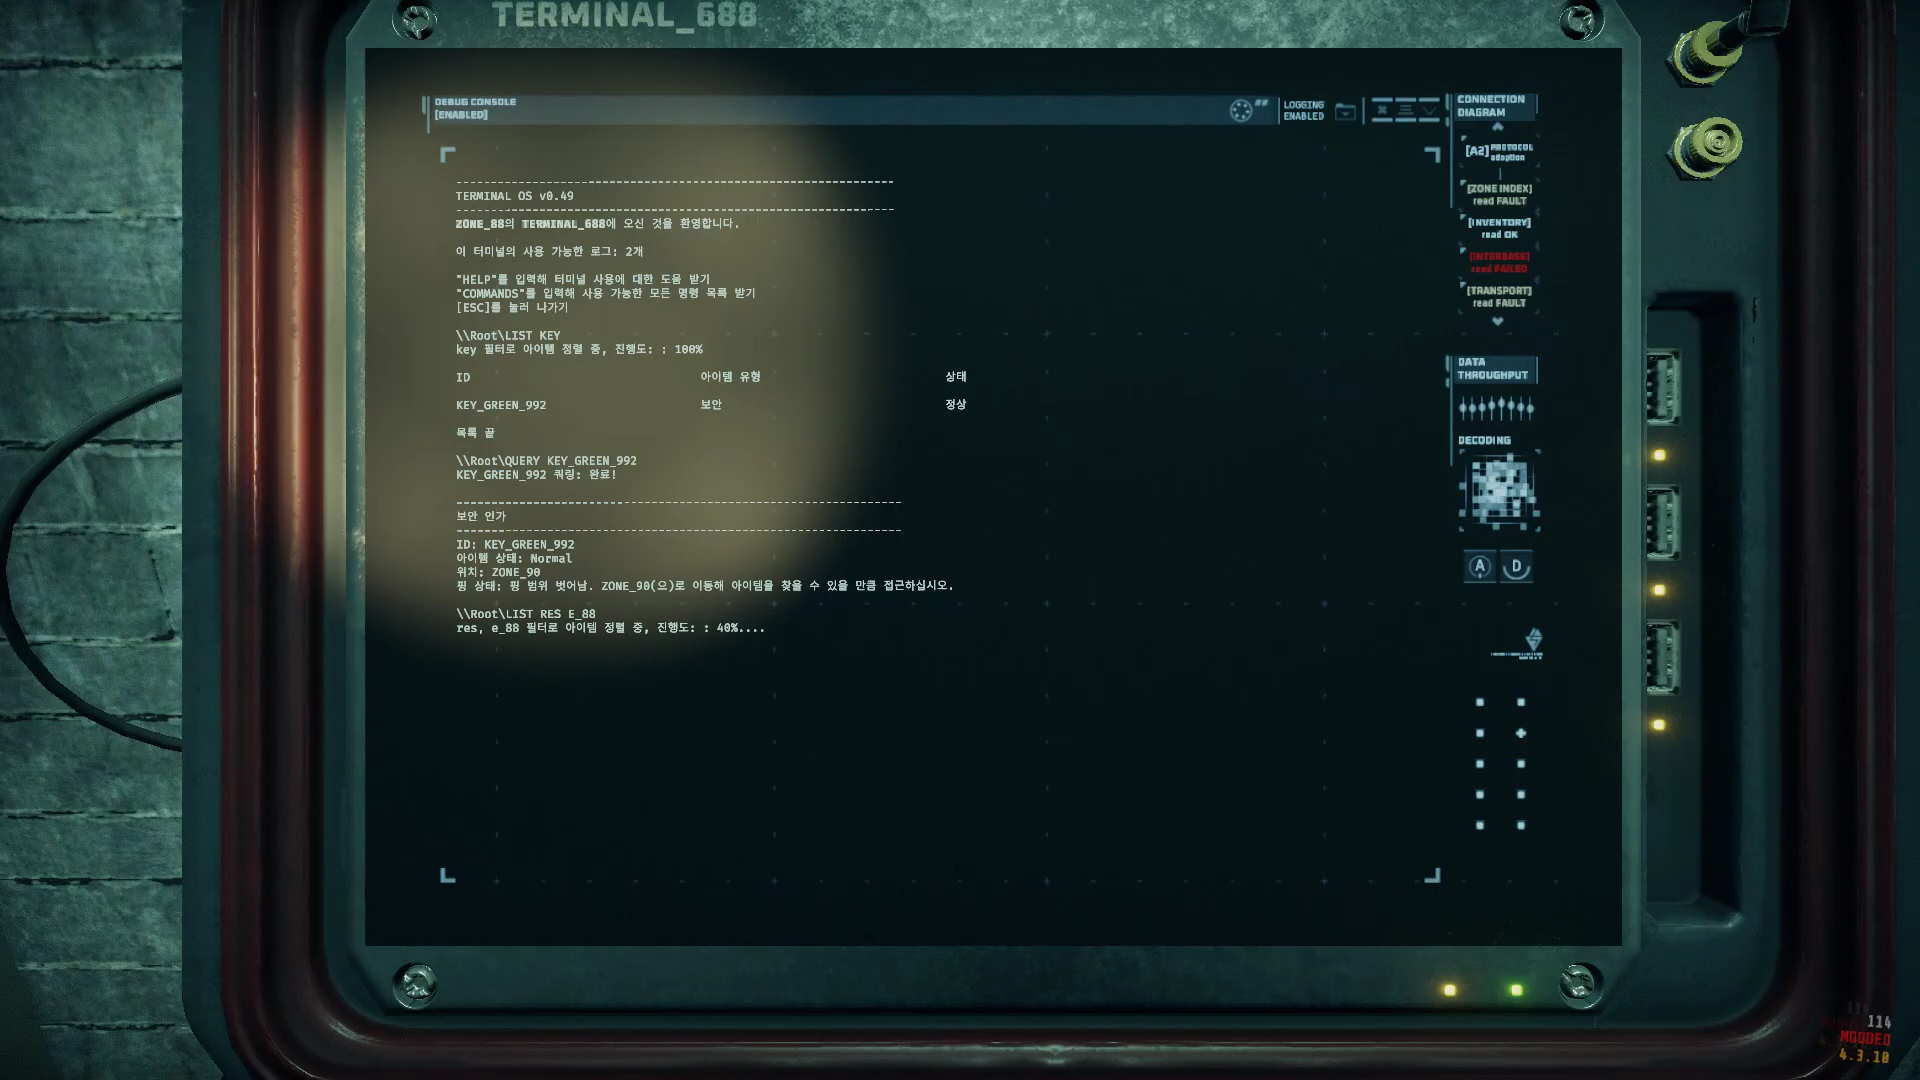 TERMINAL_688
DEBUG CONSOLE
[ENABLED]
LOGGING
ENABLED
TERMINAL OS v0.49
ZONE_88의 TERMINAL_688에 오신 것을 환영합니다.
이 터미널의 사용 가능한 로그: 2개
"HELP"를 입력해 터미널 사용에 대한 도움 받기
"COMMANDS"를 입력해 사용 가능한 모든 명령 목록 받기
[ESC]를 눌러 나가기
\\Root\LIST KEY
key 필터로 아이템 정렬 중, 진행도: : 100%
ID 아이템 유형 상태
KEY_GREEN_992 보안 정상
목록 끝
\\Root\QUERY KEY_GREEN_992
KEY_GREEN_992 쿼링: 완료!
보안 인가
ID: KEY_GREEN_992
아이템 상태: Normal
위치: ZONE_90
핑 상태: 핑 범위 벗어남. ZONE_90(으)로 이동해 아이템을 찾을 수 있을 만큼 접근하십시오.
\\Root\LIST RES E_88
res, e_88 필터로 아이템 정렬 중, 진행도: : 40%....
CONNECTION
DIAGRAM
[A2] PROTOCOL
adaption
[ZONE INDEX]
read FAULT
[INVENTORY]
read OK
[INTERBASE]
read FAILED
[TRANSPORT]
read FAULT
DATA
THROUGHPUT
DECODING
A D
114
MODDED
4.3.10